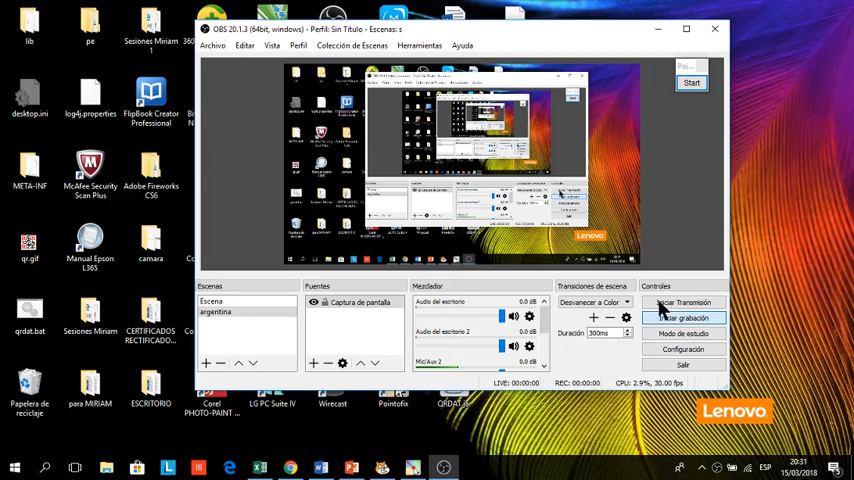 OBS 20.1.3 (64bit, windows) - Perfil: Sin Título - Escenas: s
Archivo Editar Vista Perfil Colección de Escenas Herramientas Ayuda
Poi...
Start
lib
pe
Sesiones Miriam 1
desktop.ini
log4j.properties
FlipBook Creator Professional
META-INF
McAfee Security Scan Plus
Adobe Fireworks CS6
qr.gif
Manual Epson L365
camara
qrdat.bat
Sesiones Miriam
CERTIFICADOS RECTIFICADO...
Papelera de reciclaje
para MIRIAM
ESCRITORIO
Corel PHOTO-PAINT ...
LG PC Suite IV
Wirecast
Pointofix
QRDAT.jar
Lenovo
Escenas
Escena
argentina
Fuentes
Captura de pantalla
Mezclador
Audio del escritorio 0.0 dB
Audio del escritorio 2 0.0 dB
Mic/Aux 2 0.0 dB
Transiciones de escena
Desvanecer a Color
Duración 300ms
Controles
Iniciar Transmisión
Iniciar grabación
Modo de estudio
Configuración
Salir
LIVE: 00:00:00 REC: 00:00:00 CPU: 2.9%, 30.00 fps
Lenovo
ESP
20:31
15/03/2018